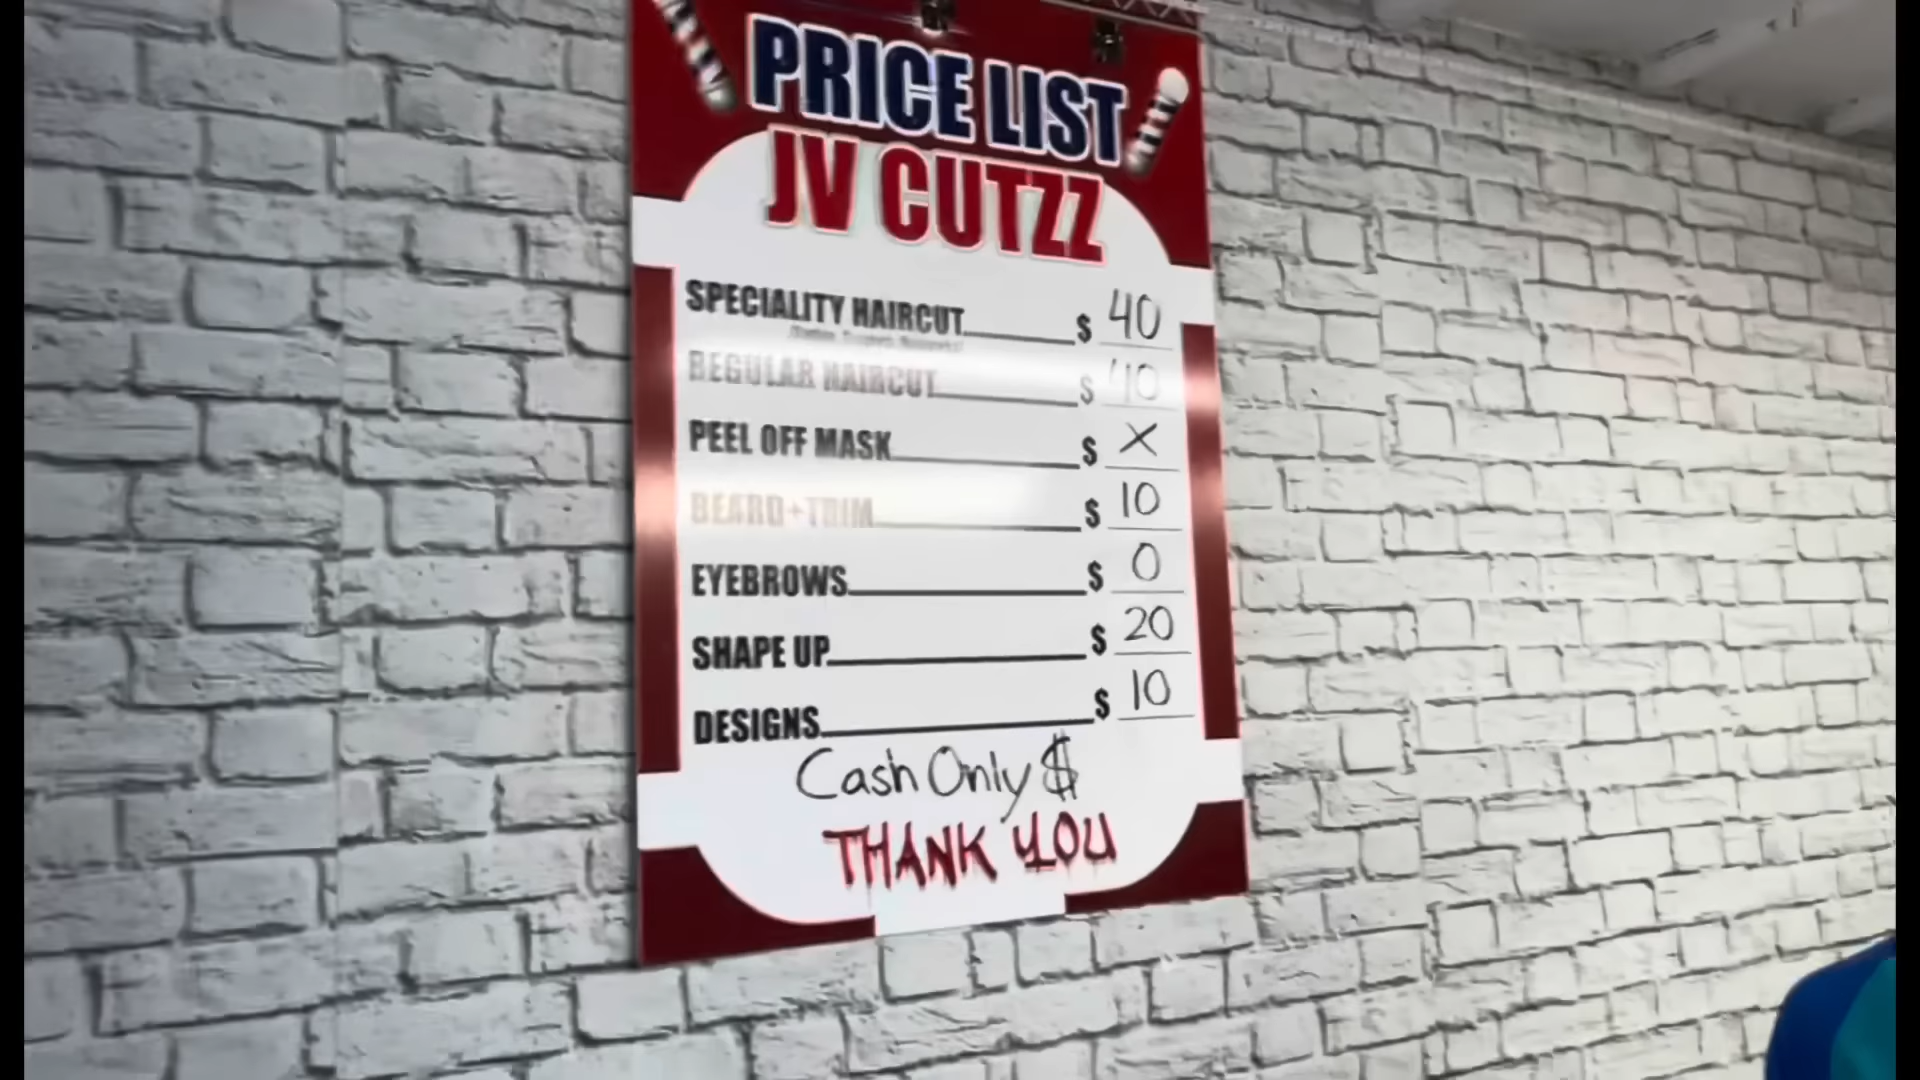 PRICE LIST
JV CUTZZ
SPECIALITY HAIRCUT $ 40
REGULAR HAIRCUT $ 40
PEEL OFF MASK $ X
BEARD+TRIM $ 10
EYEBROWS $ 0
SHAPE UP $ 20
DESIGNS $ 10
Cash Only $
THANK YOU